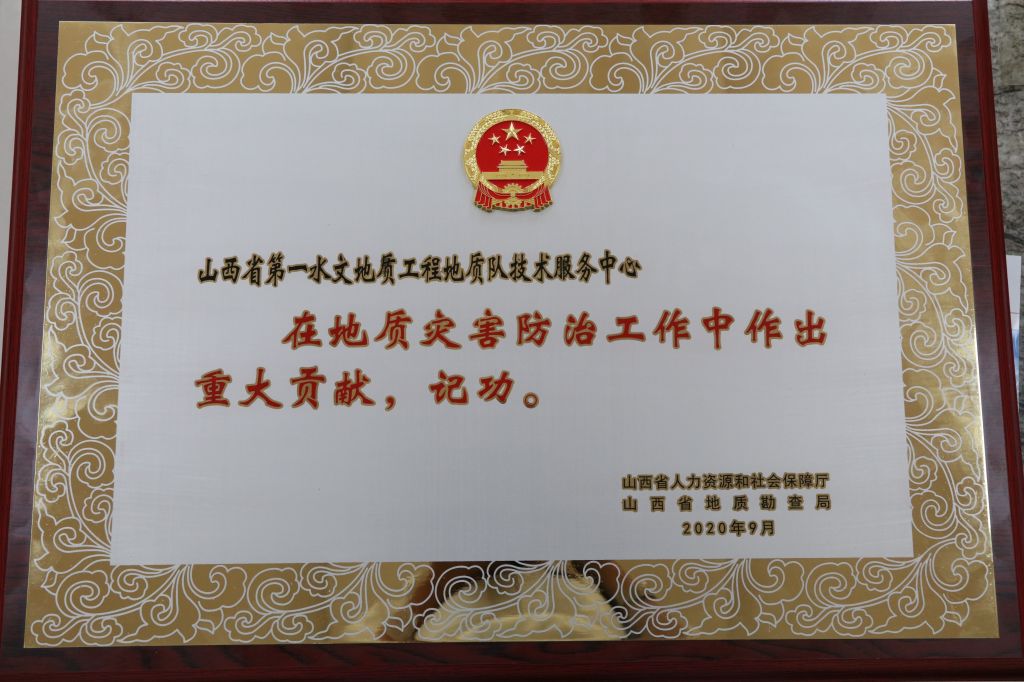 山西省第一水文地质工程地质队技术服务中心
在地质灾害防治工作中作出
重大贡献，记功。
山西省人力资源和社会保障厅
山西省地质勘查局
2020年9月